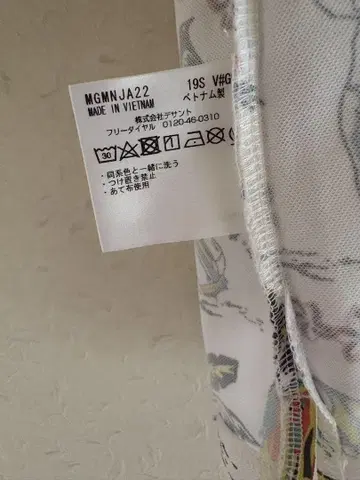 MGMNJA22 19S V#G
MADE IN VIETNAM ベトナム製
株式会社デサント
フリーダイヤル 0120-46-0310
30
・同系色と一緒に洗う
・つけ置き禁止
・あて布使用